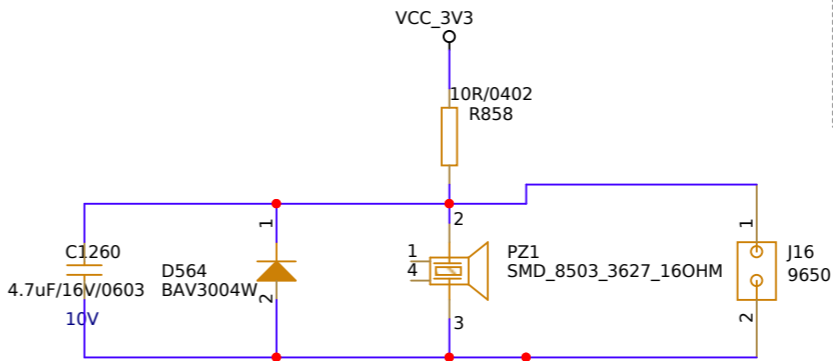 VCC_3V3
10R/0402
R858
1
2
1
4
1
C1260
4.7uF/16V/0603
10V
D564
BAV3004W
2
PZ1
SMD_8503_3627_16OHM
J16
9650
3
2